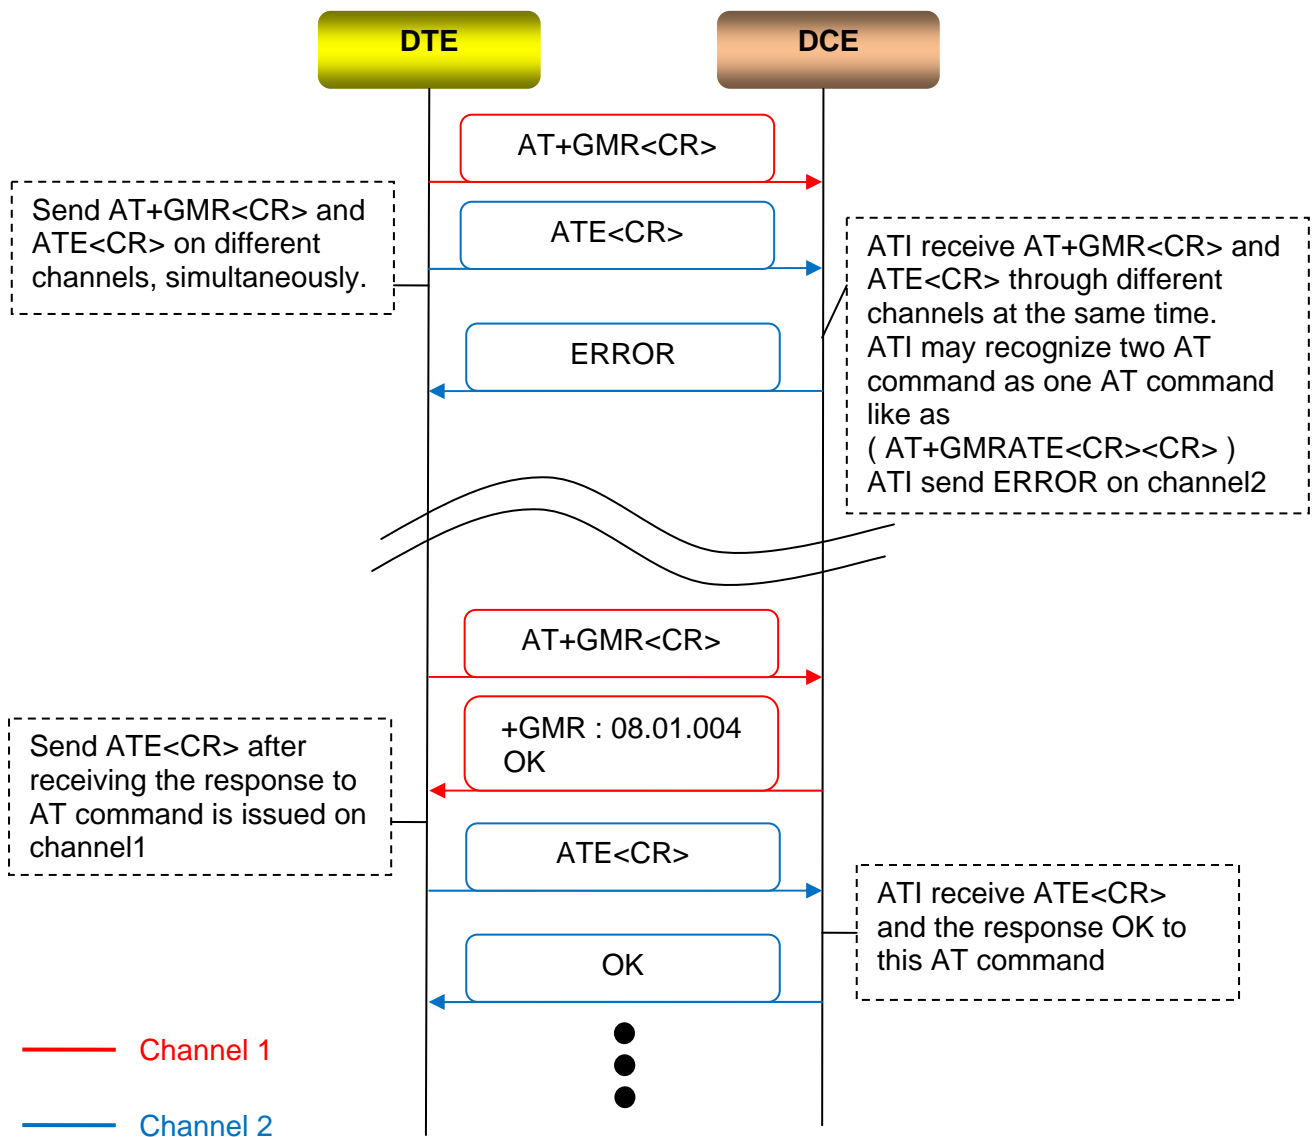 DTE
DCE
AT+GMR<CR>
Send AT+GMR<CR> and
ATE<CR> on different
channels, simultaneously.
ATE<CR>
ATI receive AT+GMR<CR> and
ATE<CR> through different
channels at the same time.
ATI may recognize two AT
command as one AT command
like as
( AT+GMRATE<CR><CR> )
ATI send ERROR on channel2
ERROR
AT+GMR<CR>
+GMR : 08.01.004
OK
Send ATE<CR> after
receiving the response to
AT command is issued on
channel1
ATE<CR>
ATI receive ATE<CR>
and the response OK to
this AT command
OK
Channel 1
Channel 2